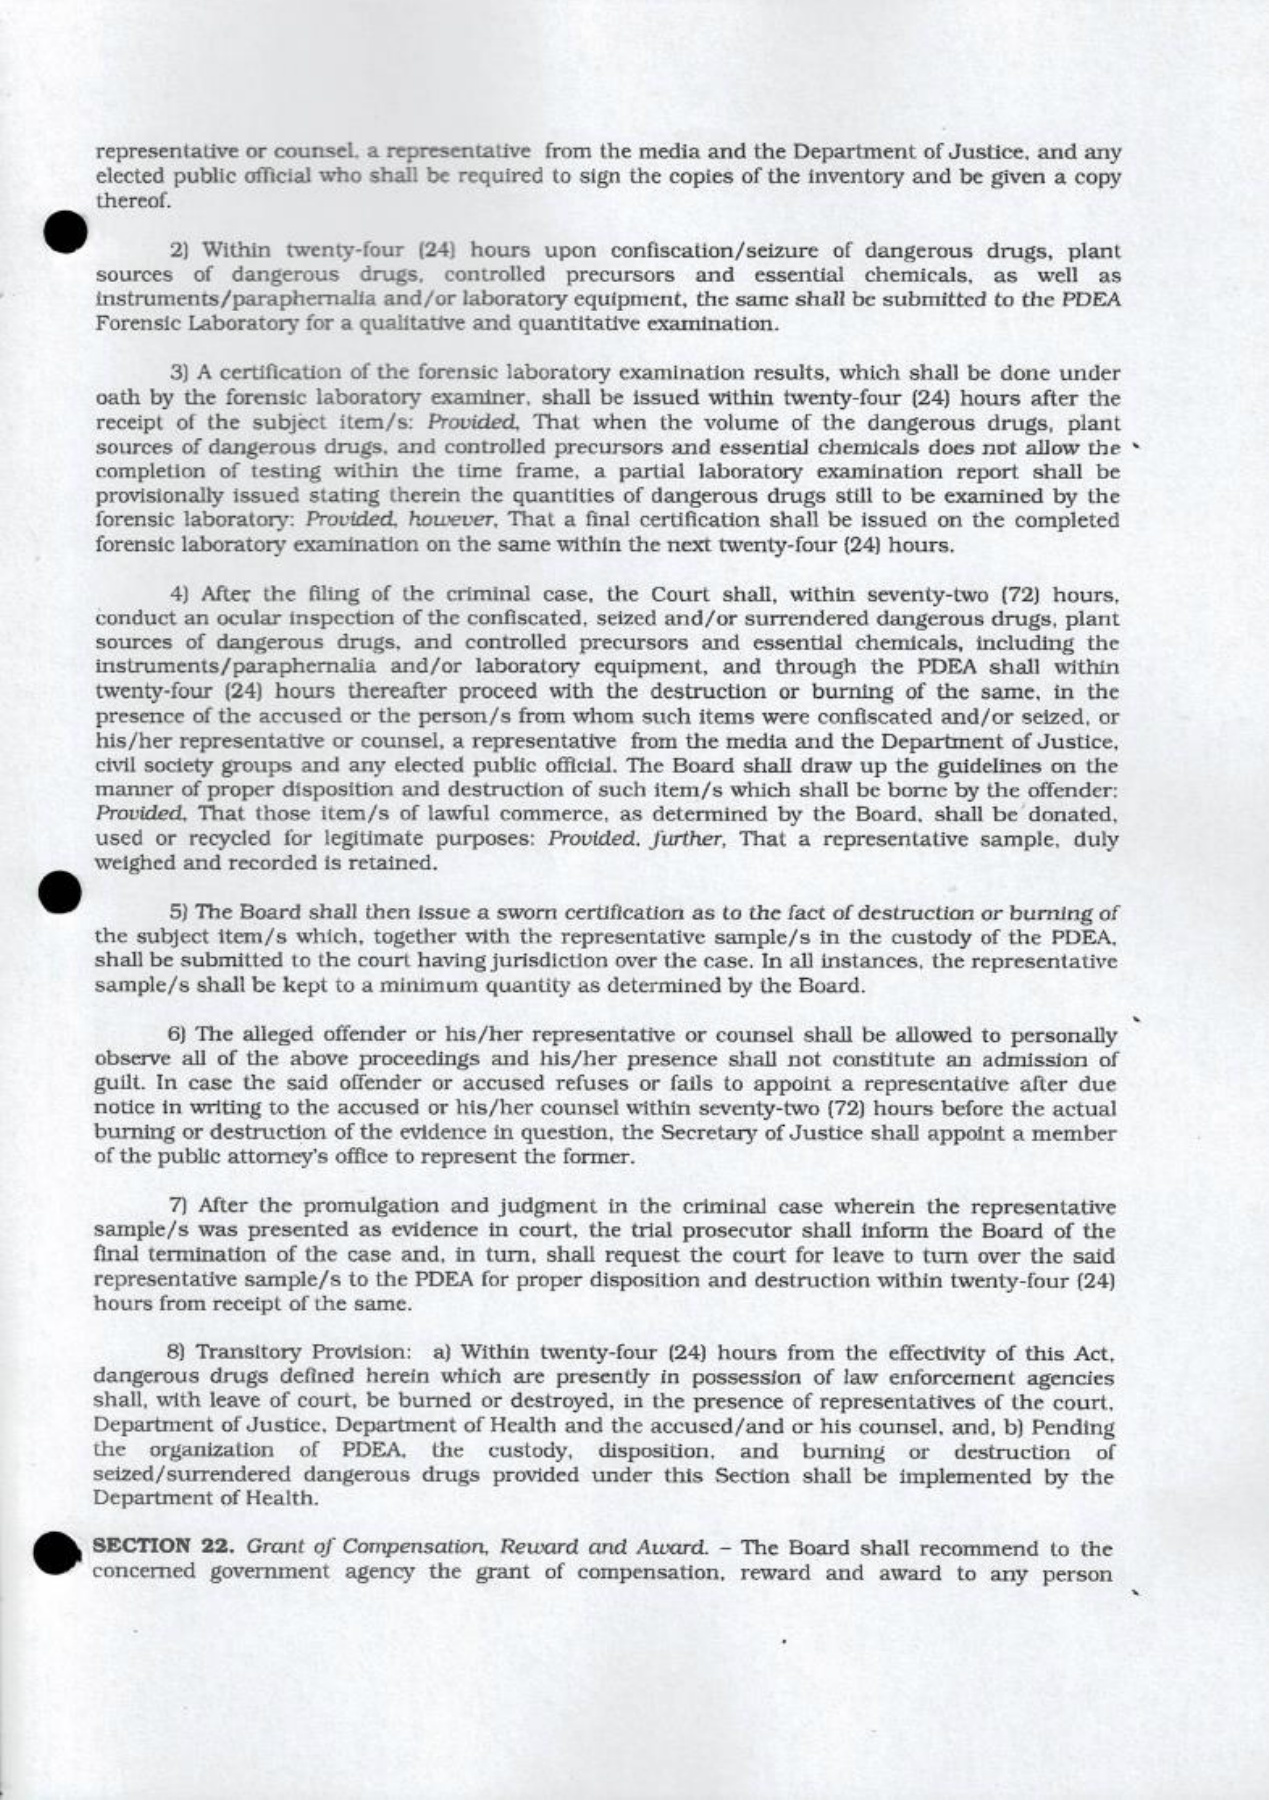 representative or counsel, a representative from the media and the Department of Justice, and any
elected public official who shall be required to sign the copies of the inventory and be given a copy
thereof.
2) Within twenty-four (24) hours upon confiscation/seizure of dangerous drugs, plant
sources of dangerous drugs, controlled precursors and essential chemicals, as well as
instruments/paraphernalia and/or laboratory equipment, the same shall be submitted to the PDEA
Forensic Laboratory for a qualitative and quantitative examination.
3) A certification of the forensic laboratory examination results, which shall be done under
oath by the forensic laboratory examiner, shall be issued within twenty-four (24) hours after the
receipt of the subject item/s: Provided, That when the volume of the dangerous drugs, plant
sources of dangerous drugs, and controlled precursors and essential chemicals does not allow the
completion of testing within the time frame, a partial laboratory examination report shall be
provisionally issued stating therein the quantities of dangerous drugs still to be examined by the
forensic laboratory: Provided, however, That a final certification shall be issued on the completed
forensic laboratory examination on the same within the next twenty-four (24) hours.
4) After the filing of the criminal case, the Court shall, within seventy-two (72) hours,
conduct an ocular inspection of the confiscated, seized and/or surrendered dangerous drugs, plant
sources of dangerous drugs, and controlled precursors and essential chemicals, including the
instruments/paraphernalia and/or laboratory equipment, and through the PDEA shall within
twenty-four (24) hours thereafter proceed with the destruction or burning of the same, in the
presence of the accused or the person/s from whom such items were confiscated and/or seized, or
his/her representative or counsel, a representative from the media and the Department of Justice,
civil society groups and any elected public official. The Board shall draw up the guidelines on the
manner of proper disposition and destruction of such item/s which shall be borne by the offender:
Provided, That those item/s of lawful commerce, as determined by the Board, shall be donated,
used or recycled for legitimate purposes: Provided, further, That a representative sample, duly
weighed and recorded is retained.
5) The Board shall then issue a sworn certification as to the fact of destruction or burning of
the subject item/s which, together with the representative sample/s in the custody of the PDEA,
shall be submitted to the court having jurisdiction over the case. In all instances, the representative
sample/s shall be kept to a minimum quantity as determined by the Board.
6) The alleged offender or his/her representative or counsel shall be allowed to personally
observe all of the above proceedings and his/her presence shall not constitute an admission of
guilt. In case the said offender or accused refuses or fails to appoint a representative after due
notice in writing to the accused or his/her counsel within seventy-two (72) hours before the actual
burning or destruction of the evidence in question, the Secretary of Justice shall appoint a member
of the public attorney's office to represent the former.
7) After the promulgation and judgment in the criminal case wherein the representative
sample/s was presented as evidence in court, the trial prosecutor shall inform the Board of the
final termination of the case and, in turn, shall request the court for leave to turn over the said
representative sample/s to the PDEA for proper disposition and destruction within twenty-four (24)
hours from receipt of the same.
8) Transitory Provision: a) Within twenty-four (24) hours from the effectivity of this Act,
dangerous drugs defined herein which are presently in possession of law enforcement agencies
shall, with leave of court, be burned or destroyed, in the presence of representatives of the court,
Department of Justice, Department of Health and the accused/and or his counsel, and, b) Pending
the organization of PDEA, the custody, disposition, and burning or destruction of
seized/surrendered dangerous drugs provided under this Section shall be implemented by the
Department of Health.
SECTION 22. Grant of Compensation, Reward and Award. – The Board shall recommend to the
concerned government agency the grant of compensation, reward and award to any person